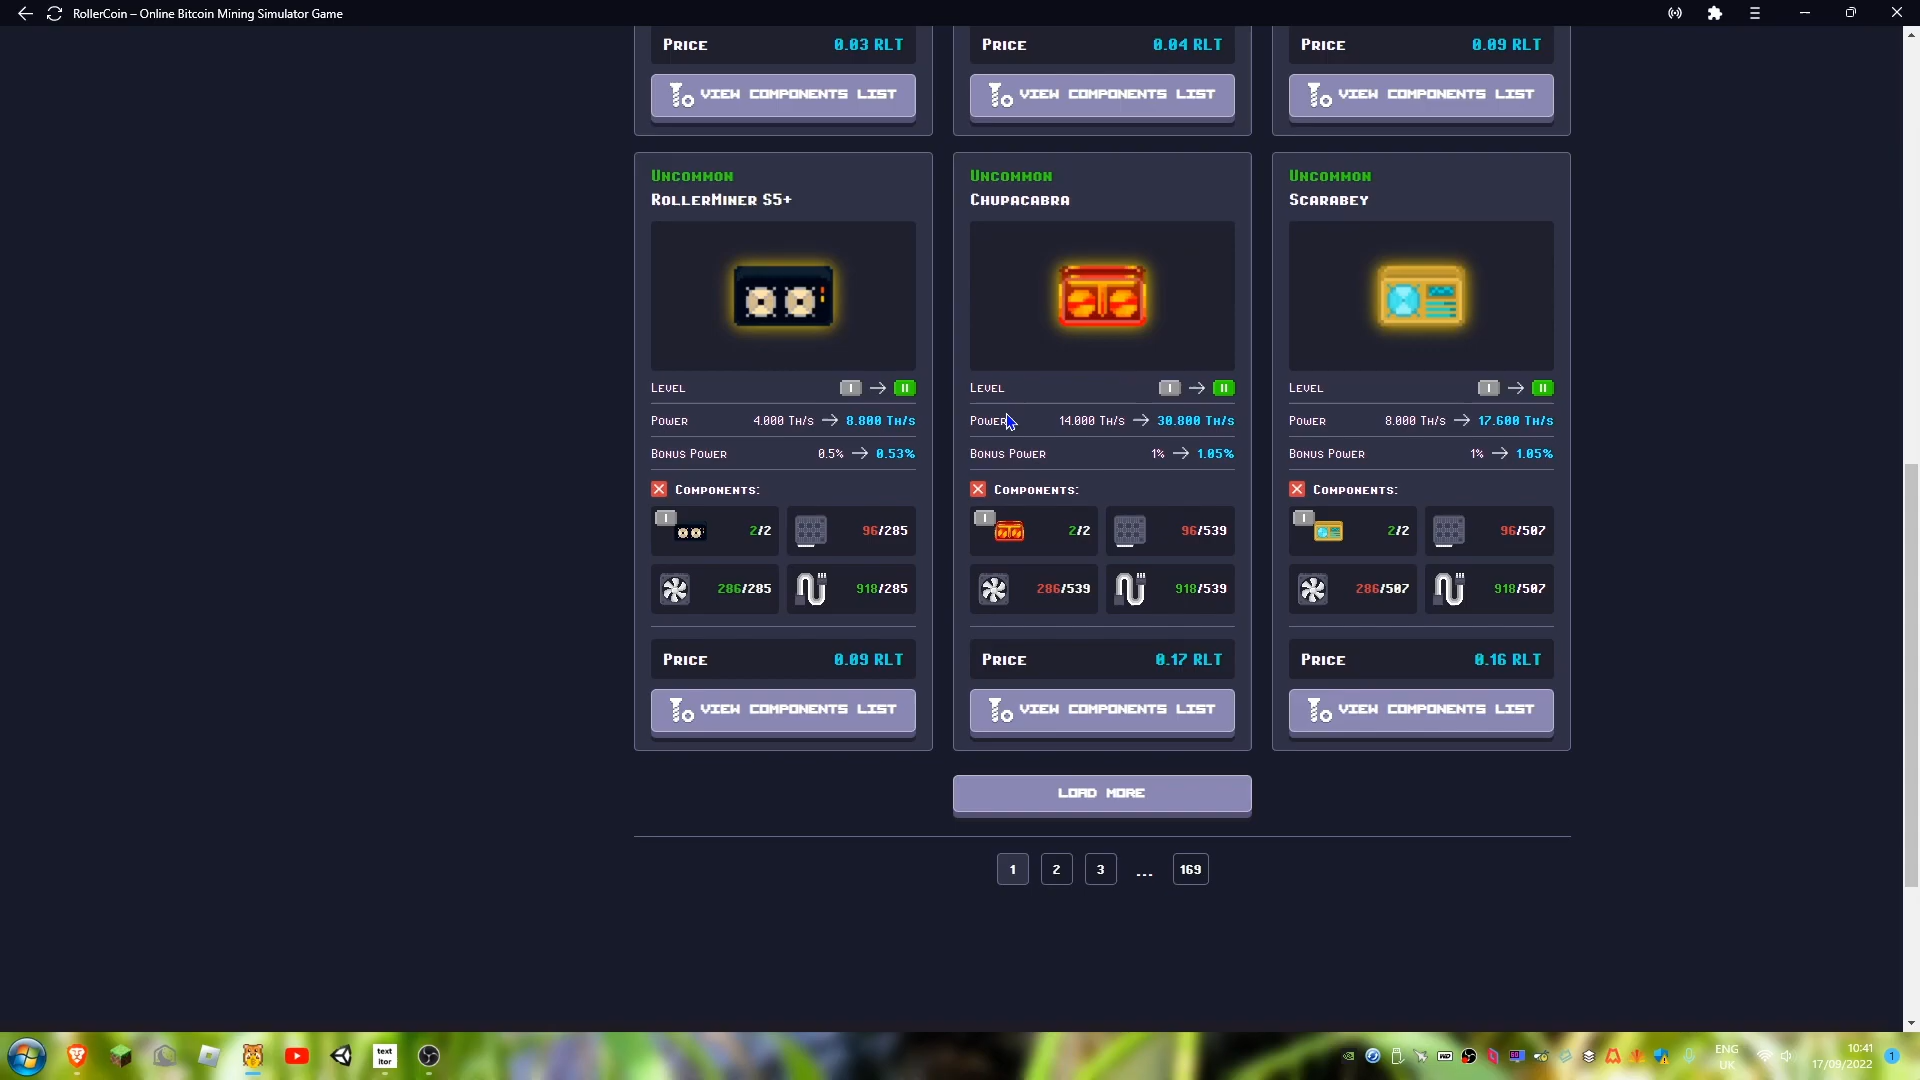 RollerCoin – Online Bitcoin Mining Simulator Game
Price 0.03 RLT
Price 0.04 RLT
Price 0.09 RLT
View Components List
View Components List
View Components List
Uncommon
RollerMiner S5+
Level I → II
Power 4.000 Th/s → 8.800 Th/s
Bonus Power 0.5% → 0.53%
Components:
I 2/2 96/285
286/285 918/285
Price 0.09 RLT
View Components List
Uncommon
Chupacabra
Level I → II
Power 14.000 Th/s → 30.800 Th/s
Bonus Power 1% → 1.05%
Components:
I 2/2 96/539
286/539 918/539
Price 0.17 RLT
View Components List
Uncommon
Scarabey
Level I → II
Power 8.000 Th/s → 17.600 Th/s
Bonus Power 1% → 1.05%
Components:
I 2/2 96/507
286/507 918/507
Price 0.16 RLT
View Components List
Load More
1 2 3 ... 169
text
itor
ENG
UK
10:41
17/09/2022
1